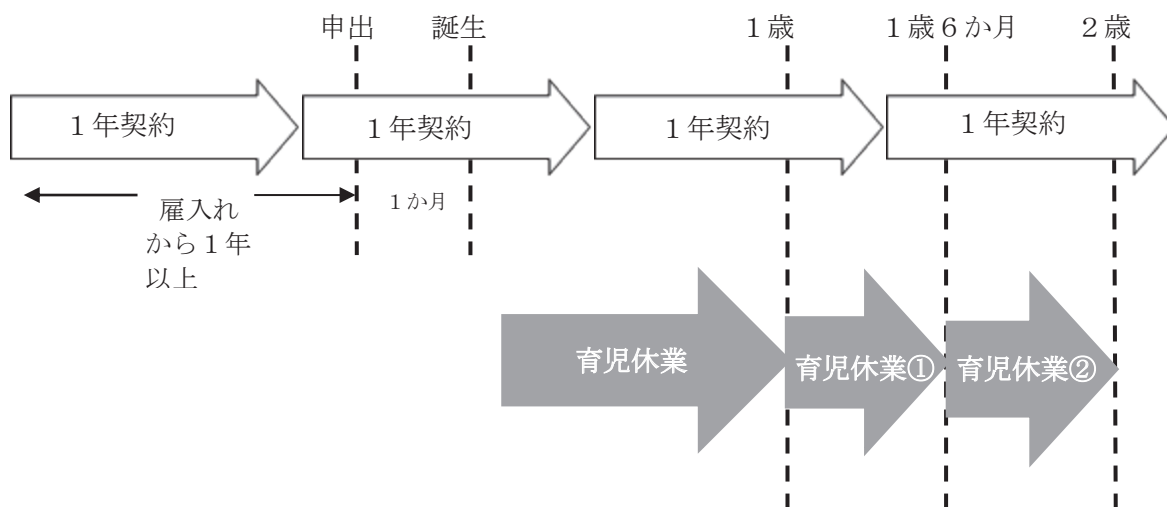 申出
誕生
１歳
１歳６か月
２歳
１年契約
１年契約
１年契約
１年契約
雇入れ
から１年
以上
１か月
育児休業
育児休業①
育児休業②